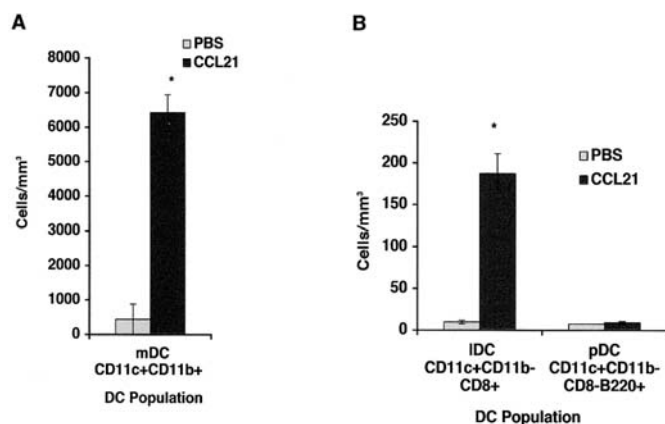 A
PBS
CCL21
8000
7000
6000
5000
4000
3000
2000
1000
0
Cells/mm³
*
mDC
CD11c+CD11b+
DC Population
B
250
200
150
100
50
0
Cells/mm³
*
PBS
CCL21
lDC
CD11c+CD11b-
CD8+
pDC
CD11c+CD11b-
CD8-B220+
DC Population